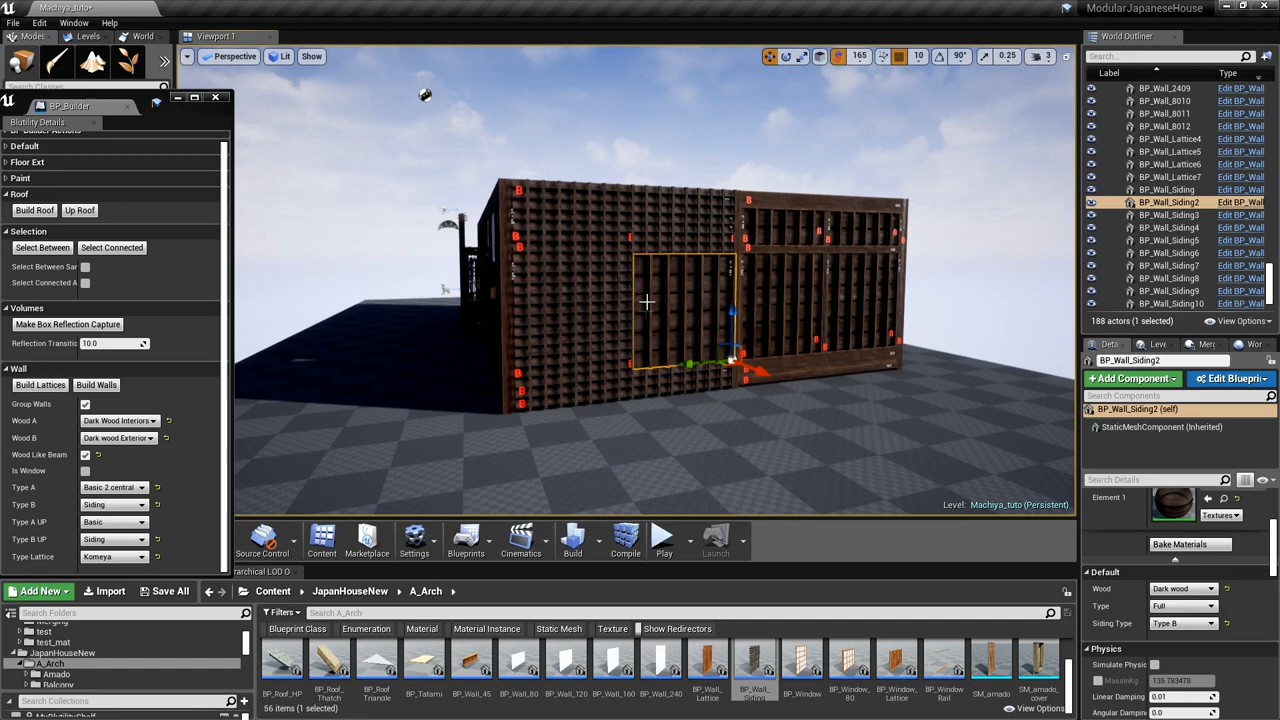 Machiya_tuto*
ModularJapaneseHouse
File Edit Window Help
Modes Levels World
Viewport 1
World Outliner
Perspective Lit Show
165 10 90° 0.25 3
Search...
Label Type
BP_Wall_2409 Edit BP_Wall
BP_Wall_8010 Edit BP_Wall
BP_Wall_8011 Edit BP_Wall
BP_Wall_8012 Edit BP_Wall
BP_Wall_Lattice4 Edit BP_Wall
BP_Wall_Lattice5 Edit BP_Wall
BP_Wall_Lattice6 Edit BP_Wall
BP_Wall_Lattice7 Edit BP_Wall
BP_Wall_Siding Edit BP_Wall
BP_Wall_Siding2 Edit BP_Wall
BP_Wall_Siding3 Edit BP_Wall
BP_Wall_Siding4 Edit BP_Wall
BP_Wall_Siding5 Edit BP_Wall
BP_Wall_Siding6 Edit BP_Wall
BP_Wall_Siding7 Edit BP_Wall
BP_Wall_Siding8 Edit BP_Wall
BP_Wall_Siding9 Edit BP_Wall
BP_Wall_Siding10 Edit BP_Wall
188 actors (1 selected) View Options
BP_Builder
Blutility Details
BP Builder Actions
Default
Floor Ext
Paint
Roof
Build Roof Up Roof
Selection
Select Between Select Connected
Select Between Sar
Select Connected A
Volumes
Make Box Reflection Capture
Reflection Transitic 10.0
Wall
Build Lattices Build Walls
Group Walls
Wood A Dark Wood Interiors
Wood B Dark wood Exterior
Wood Like Beam
Is Window
Type A Basic 2 central
Type B Siding
Type A UP Basic
Type B UP Siding
Type Lattice Komeya
Level: Machiya_tuto (Persistent)
Deta Leve Merg Wor
BP_Wall_Siding2
Add Component Edit Blueprin
Search Components
BP_Wall_Siding2 (self)
StaticMeshComponent (Inherited)
Search Details
Element 1
Textures
Bake Materials
Default
Wood Dark wood
Type Full
Siding Type Type B
Physics
Simulate Physic
MassInKg 135.783478
Linear Damping 0.01
Angular Damping 0.0
Source Control Content Marketplace Settings Blueprints Cinematics Build Compile Play Launch
rarchical LOD O
Add New Import Save All Content JapanHouseNew A_Arch
Search Folders
Merging
test
test_mat
JapanHouseNew
A_Arch
Amado
Balcony
Search Collections
MyBlutilityShelf
Filters Search A_Arch
Blueprint Class Enumeration Material Material Instance Static Mesh Texture Show Redirectors
BP_Roof_HP BP_Roof_Thatch BP_Roof Triangle BP_Tatami BP_Wall_45 BP_Wall_80 BP_Wall_120 BP_Wall_160 BP_Wall_240 BP_Wall_Lattice BP_Wall_Siding BP_Window BP_Window_80 BP_Window_Lattice BP_Window Rail SM_amado SM_amado_cover
56 items (1 selected) View Options